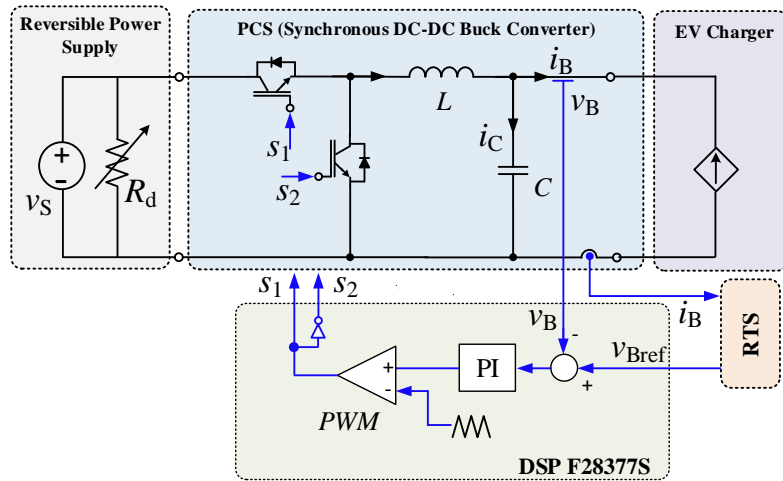 Reversible Power
Supply
PCS (Synchronous DC-DC Buck Converter)
EV Charger
iB
L
vB
s1
iC
s2
C
+
-
vS
Rd
s1
s2
vB
-
iB
RTS
vBref
+
PI
+
-
PWM
DSP F28377S